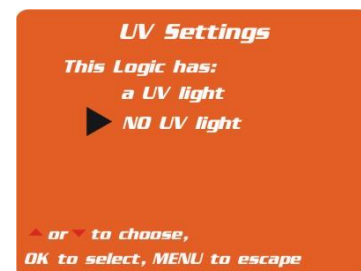 UV Settings
This Logic has:
a UV light
NO UV light
or to choose,
OK to select, MENU to escape